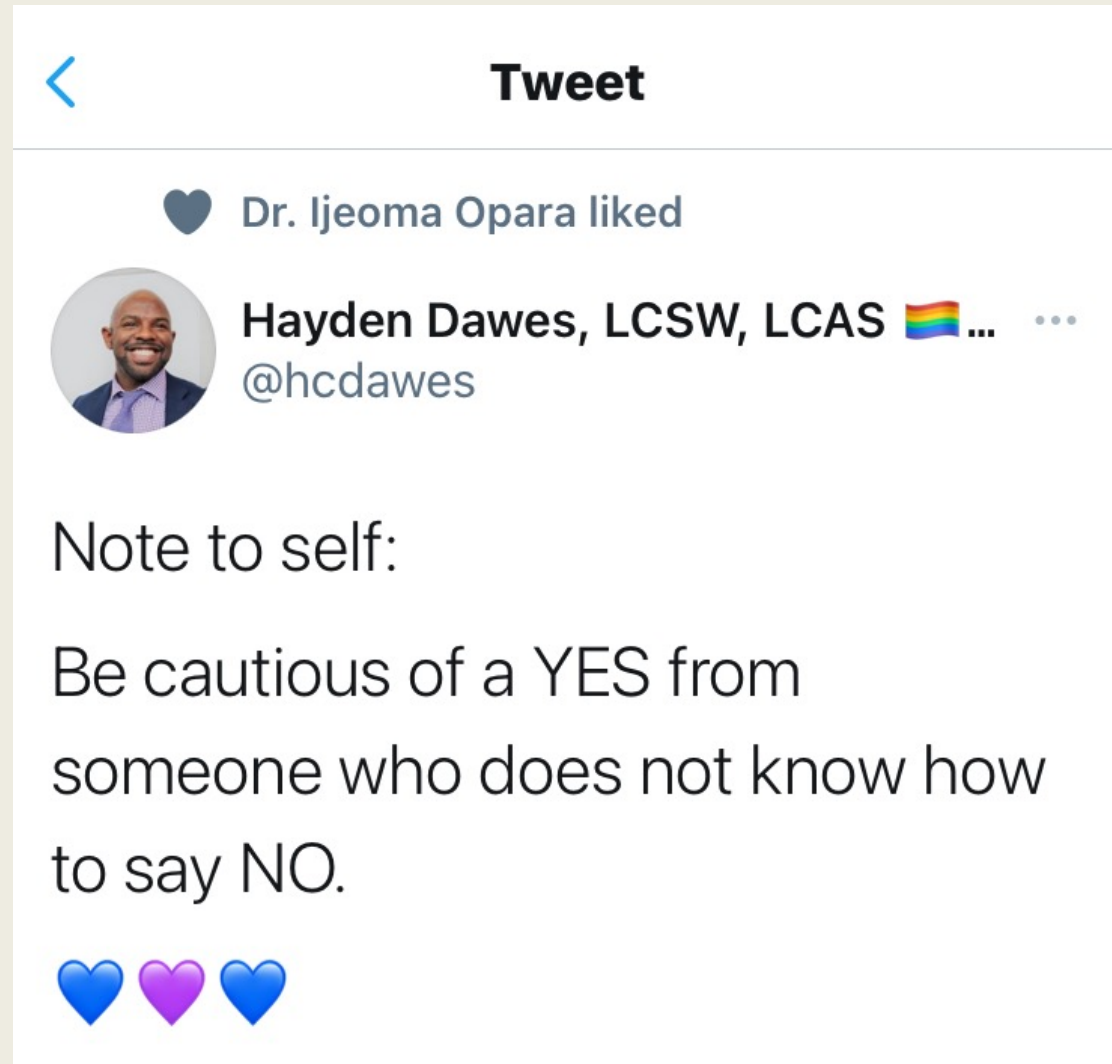 Tweet
Dr. Ijeoma Opara liked
Hayden Dawes, LCSW, LCAS 🏳️‍🌈...
@hcdawes
Note to self:
Be cautious of a YES from
someone who does not know how
to say NO.
💙💜💙